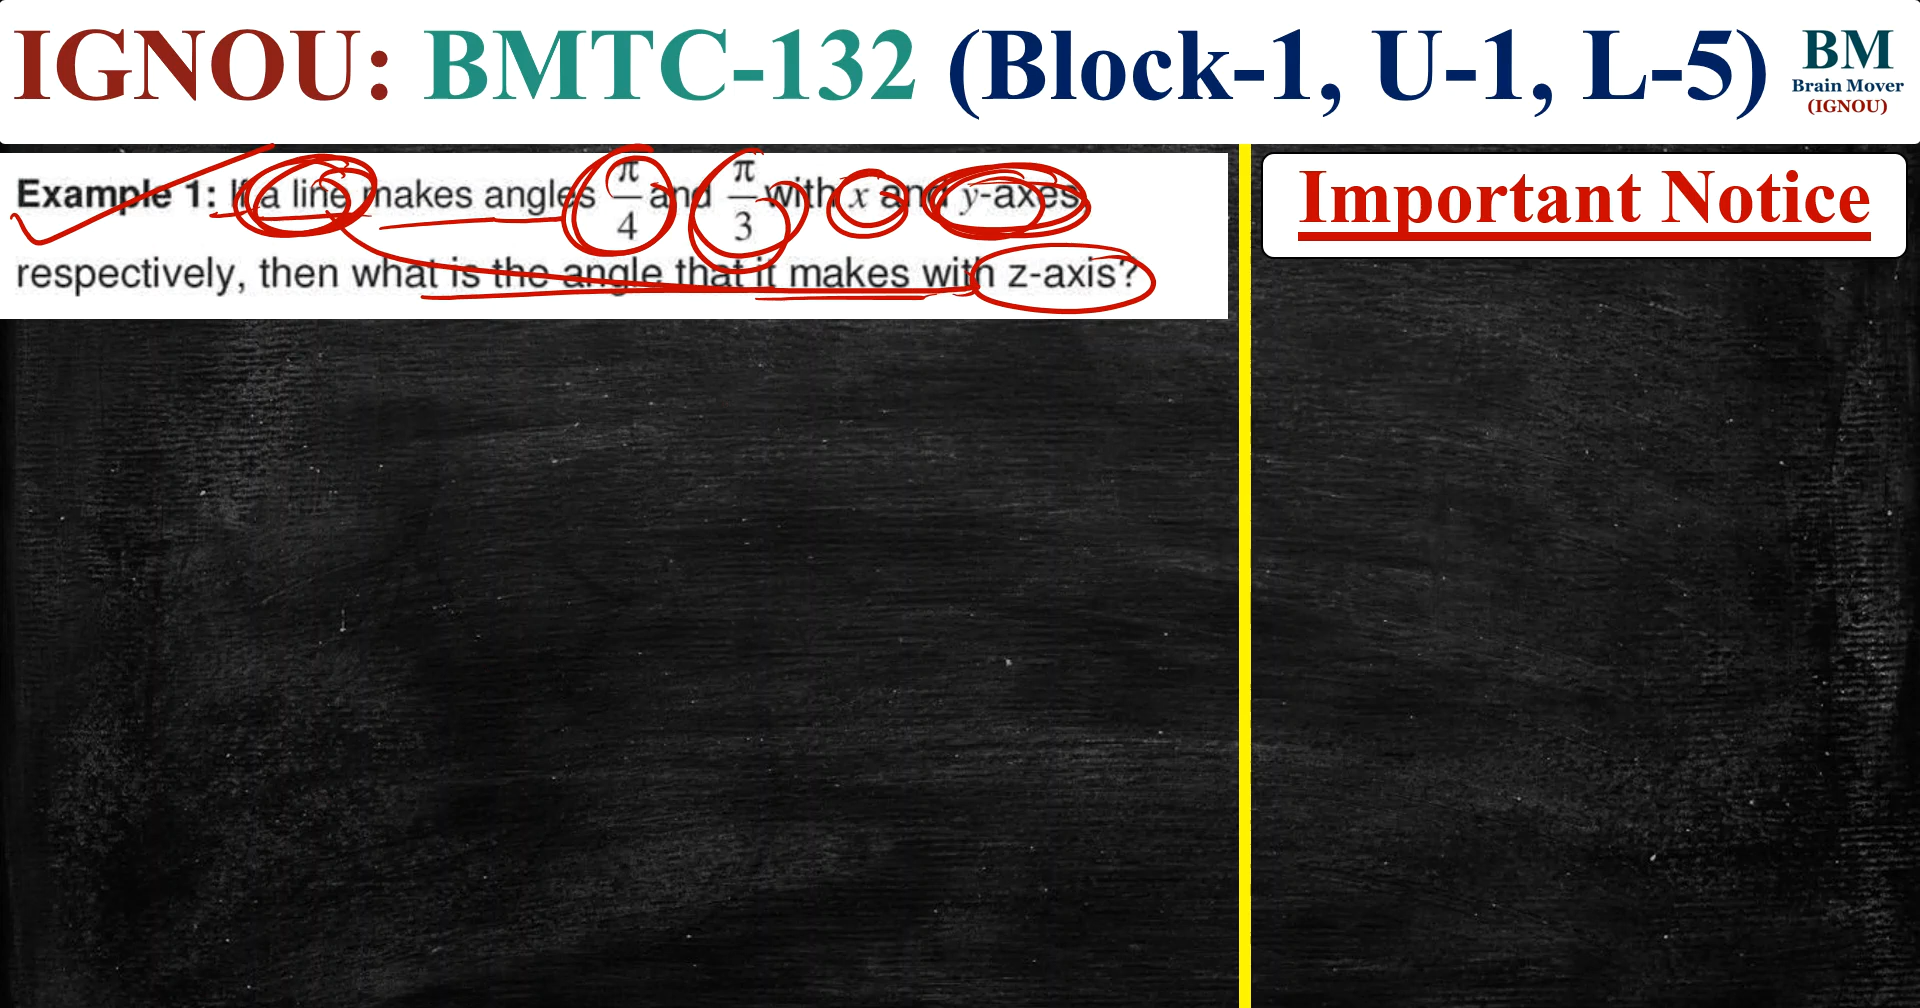 IGNOU: BMTC-132 (Block-1, U-1, L-5)
BM
Brain Mover
(IGNOU)
Example 1: If a line makes angles π/4 and π/3 with x and y-axes
respectively, then what is the angle that it makes with z-axis?
Important Notice